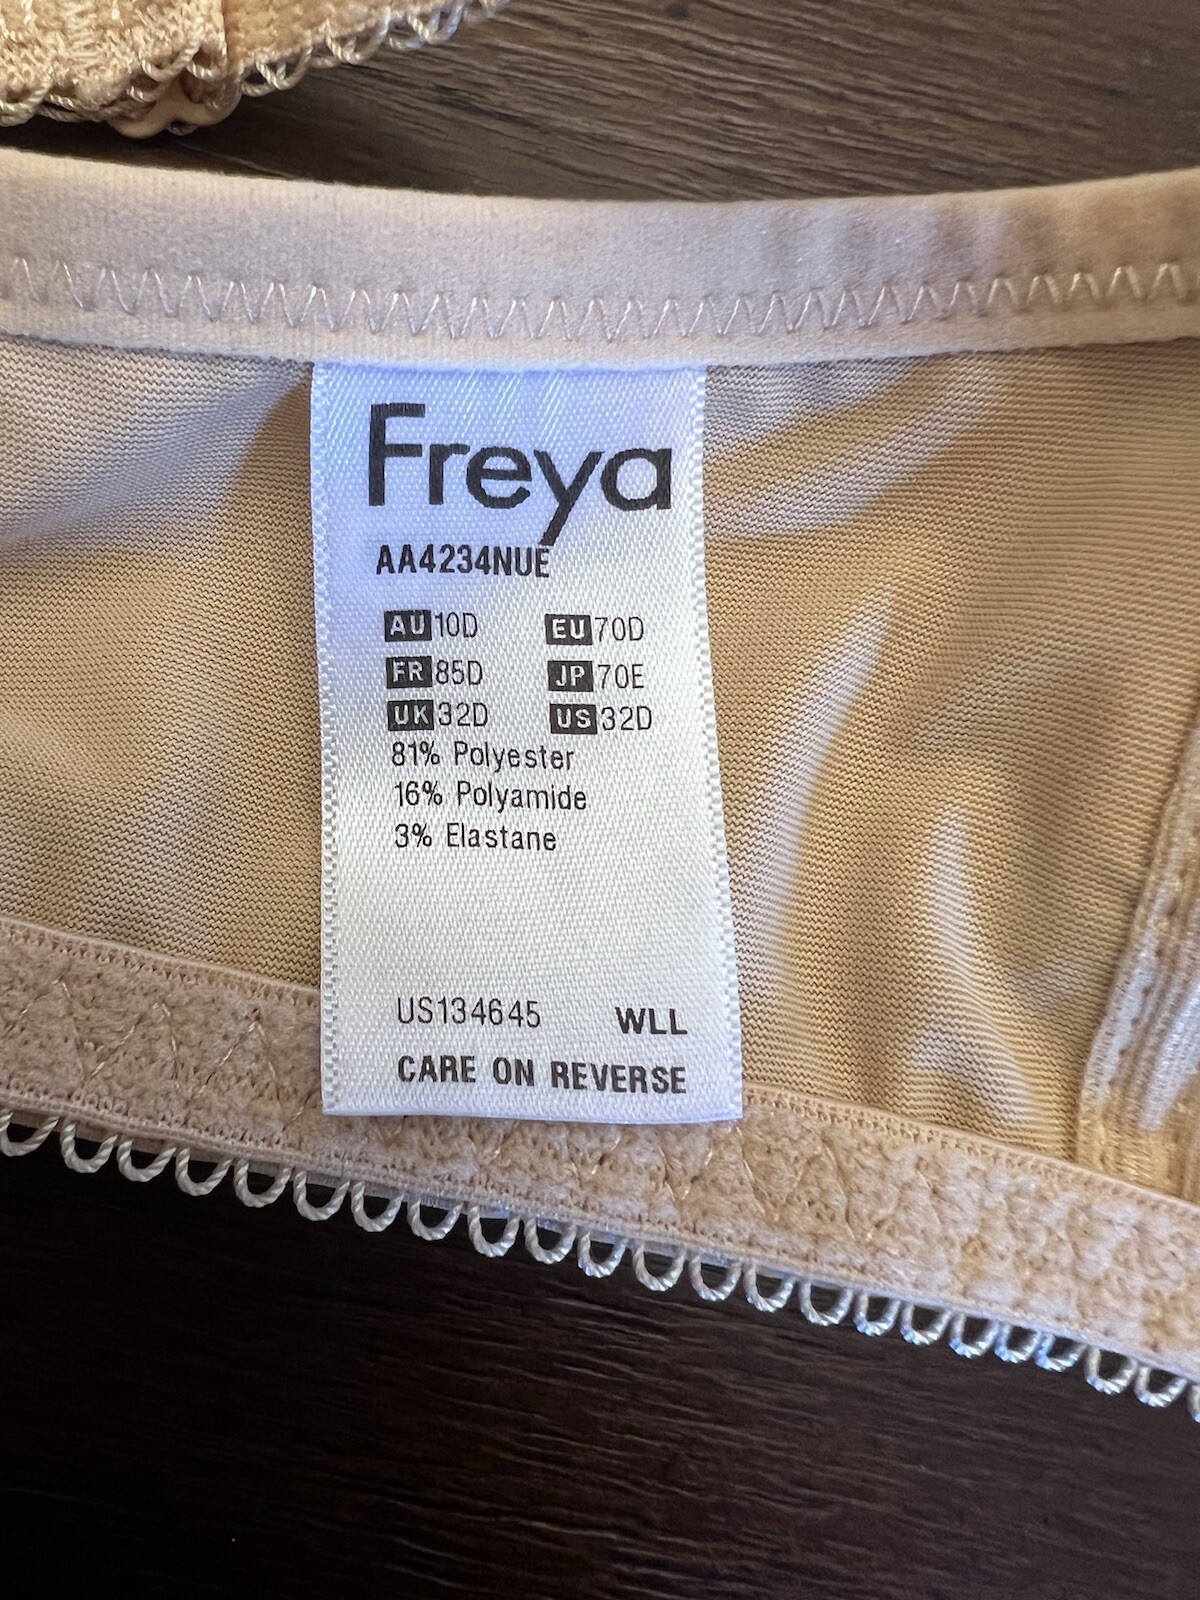 Freya
AA4234NUE
AU 10D EU 70D
FR 85D JP 70E
UK 32D US 32D
81% Polyester
16% Polyamide
3% Elastane
US134645 WLL
CARE ON REVERSE